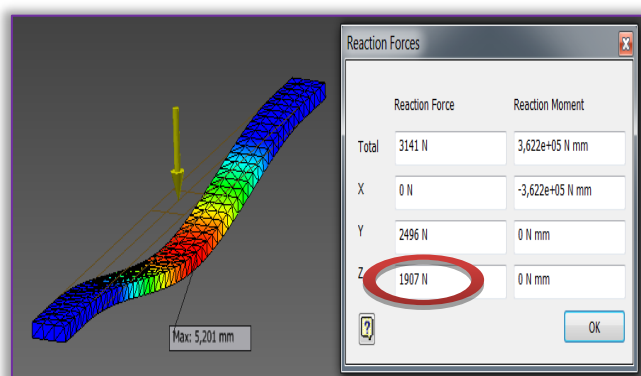 Reaction Forces
Reaction Force Reaction Moment
Total 3141 N 3,622e+05 N mm
X 0 N -3,622e+05 N mm
Y 2496 N 0 N mm
Z 1907 N 0 N mm
OK
Max: 5,201 mm